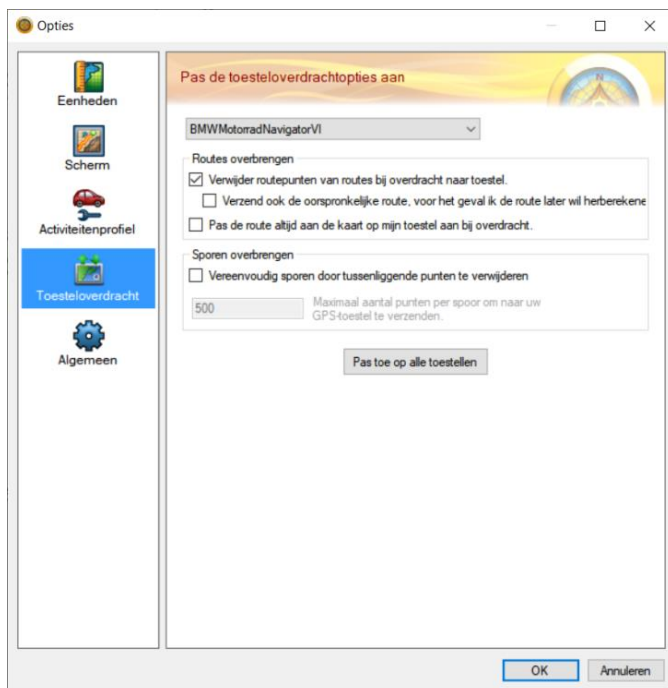 Opties
Eenheden
Scherm
Activiteitenprofiel
Toesteloverdracht
Algemeen
Pas de toesteloverdrachtopties aan
N
BMWMotorradNavigatorVI
Routes overbrengen
Verwijder routepunten van routes bij overdracht naar toestel.
Verzend ook de oorspronkelijke route, voor het geval ik de route later wil herberekene
Pas de route altijd aan de kaart op mijn toestel aan bij overdracht.
Sporen overbrengen
Vereenvoudig sporen door tussenliggende punten te verwijderen
500
Maximaal aantal punten per spoor om naar uw
GPS-toestel te verzenden.
Pas toe op alle toestellen
OK
Annuleren